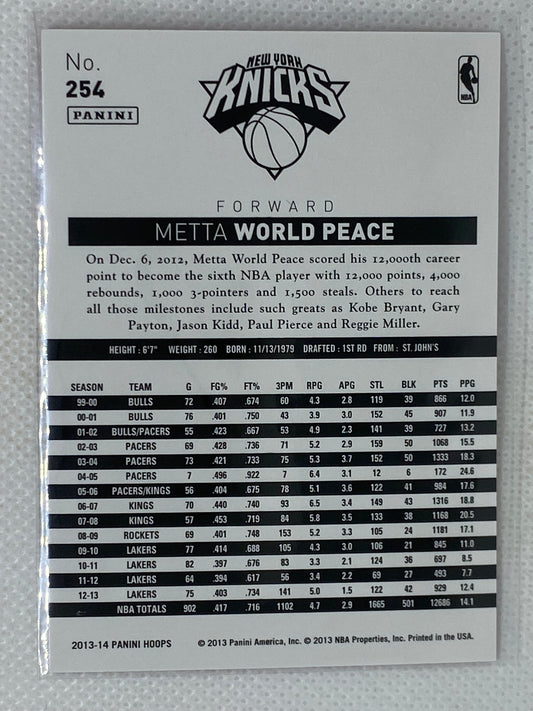 No.
254
PANINI
NEW YORK
KNICKS
NBA
FORWARD
METTA WORLD PEACE
On Dec. 6, 2012, Metta World Peace scored his 12,000th career
point to become the sixth NBA player with 12,000 points, 4,000
rebounds, 1,000 3-pointers and 1,500 steals. Others to reach
all those milestones include such greats as Kobe Bryant, Gary
Payton, Jason Kidd, Paul Pierce and Reggie Miller.
HEIGHT: 6'7" WEIGHT: 260 BORN: 11/13/1979 DRAFTED: 1ST RD FROM: ST. JOHN'S
SEASON TEAM G FG% FT% 3PM RPG APG STL BLK PTS PPG
99-00 BULLS 72 .407 .674 60 4.3 2.8 119 39 866 12.0
00-01 BULLS 76 .401 .750 43 3.9 3.0 152 45 907 11.9
01-02 BULLS/PACERS 55 .423 .667 53 4.9 2.3 141 39 727 13.2
02-03 PACERS 69 .428 .736 71 5.2 2.9 159 50 1068 15.5
03-04 PACERS 73 .421 .733 75 5.3 3.7 152 50 1333 18.3
04-05 PACERS 7 .496 .922 7 6.4 3.1 12 6 172 24.6
05-06 PACERS/KINGS 56 .404 .675 78 5.1 3.6 122 41 984 17.6
06-07 KINGS 70 .440 .740 93 6.5 3.4 149 43 1316 18.8
07-08 KINGS 57 .453 .719 84 5.8 3.5 133 38 1168 20.5
08-09 ROCKETS 69 .401 .748 153 5.2 3.3 105 24 1181 17.1
09-10 LAKERS 77 .414 .688 105 4.3 3.0 106 21 845 11.0
10-11 LAKERS 82 .397 .676 83 3.3 2.1 124 36 697 8.5
11-12 LAKERS 64 .394 .617 56 3.4 2.2 69 27 493 7.7
12-13 LAKERS 75 .403 .734 141 5.0 1.5 122 42 929 12.4
NBA TOTALS 902 .417 .716 1102 4.7 2.9 1665 501 12686 14.1
2013-14 PANINI HOOPS © 2013 Panini America, Inc. © 2013 NBA Properties, Inc. Printed in the USA.